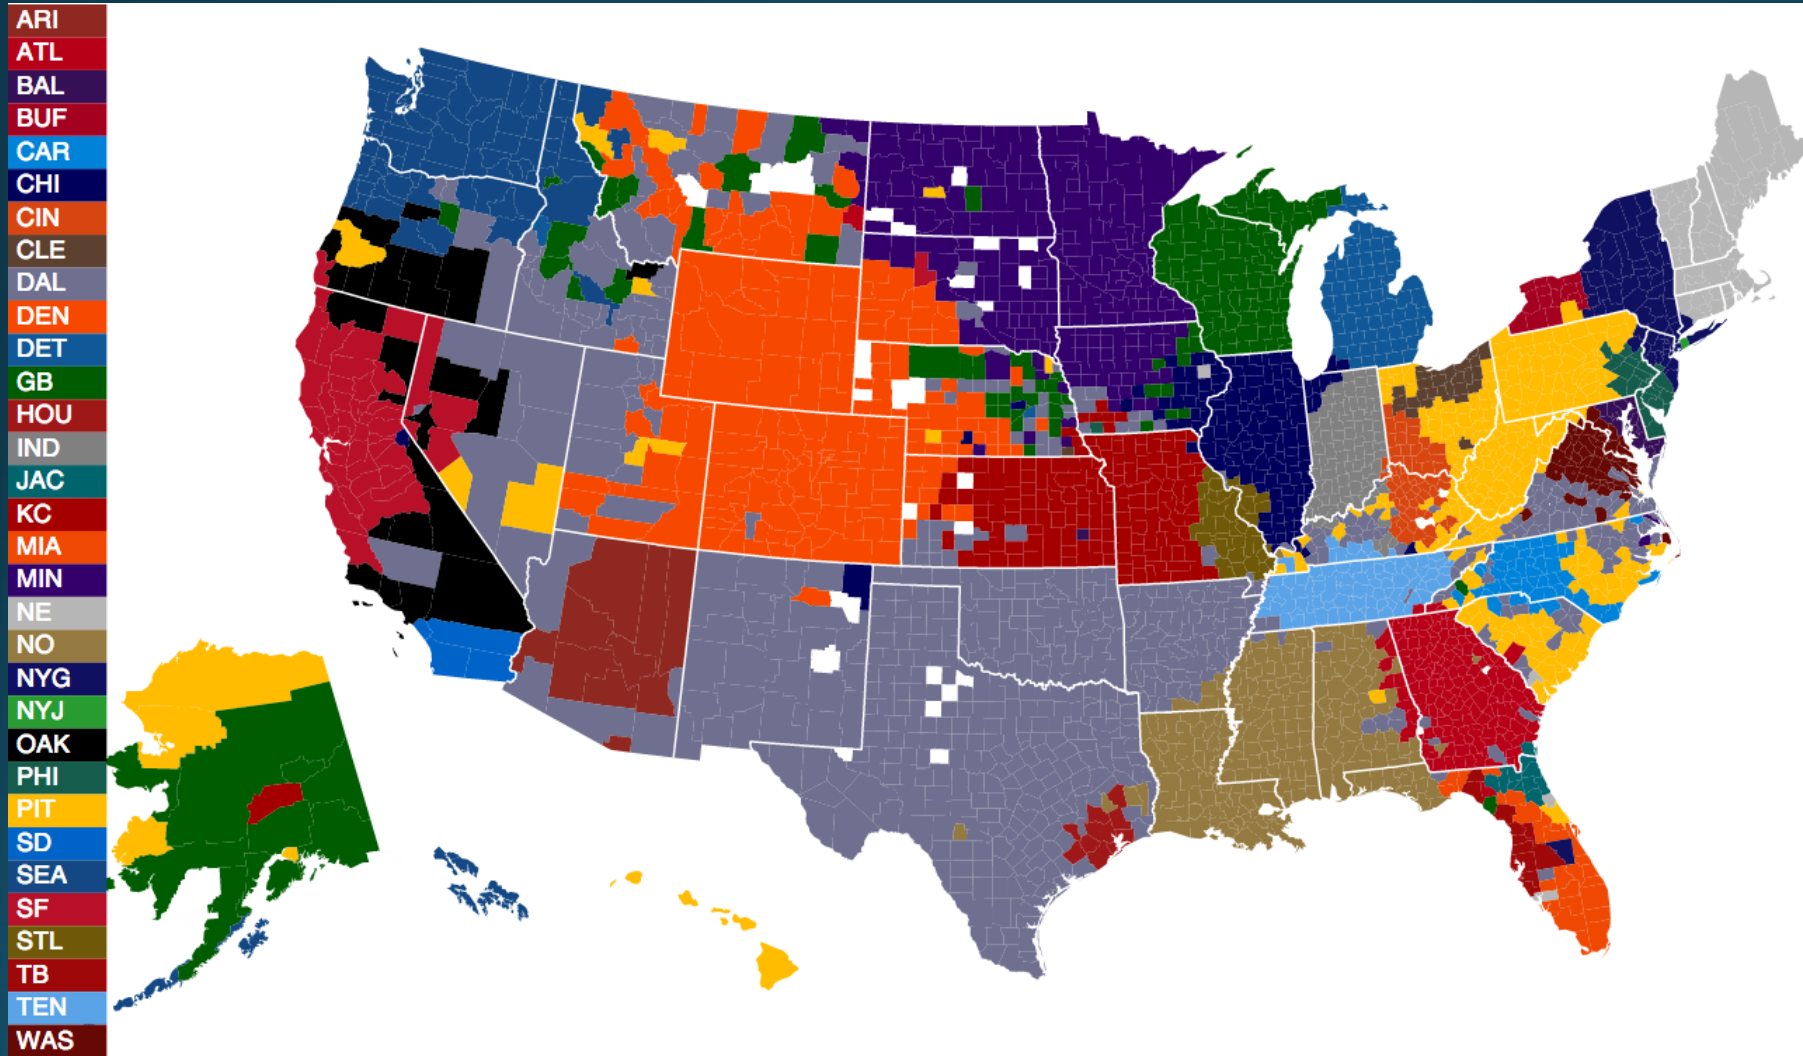 ARI
ATL
BAL
BUF
CAR
CHI
CIN
CLE
DAL
DEN
DET
GB
HOU
IND
JAC
KC
MIA
MIN
NE
NO
NYG
NYJ
OAK
PHI
PIT
SD
SEA
SF
STL
TB
TEN
WAS